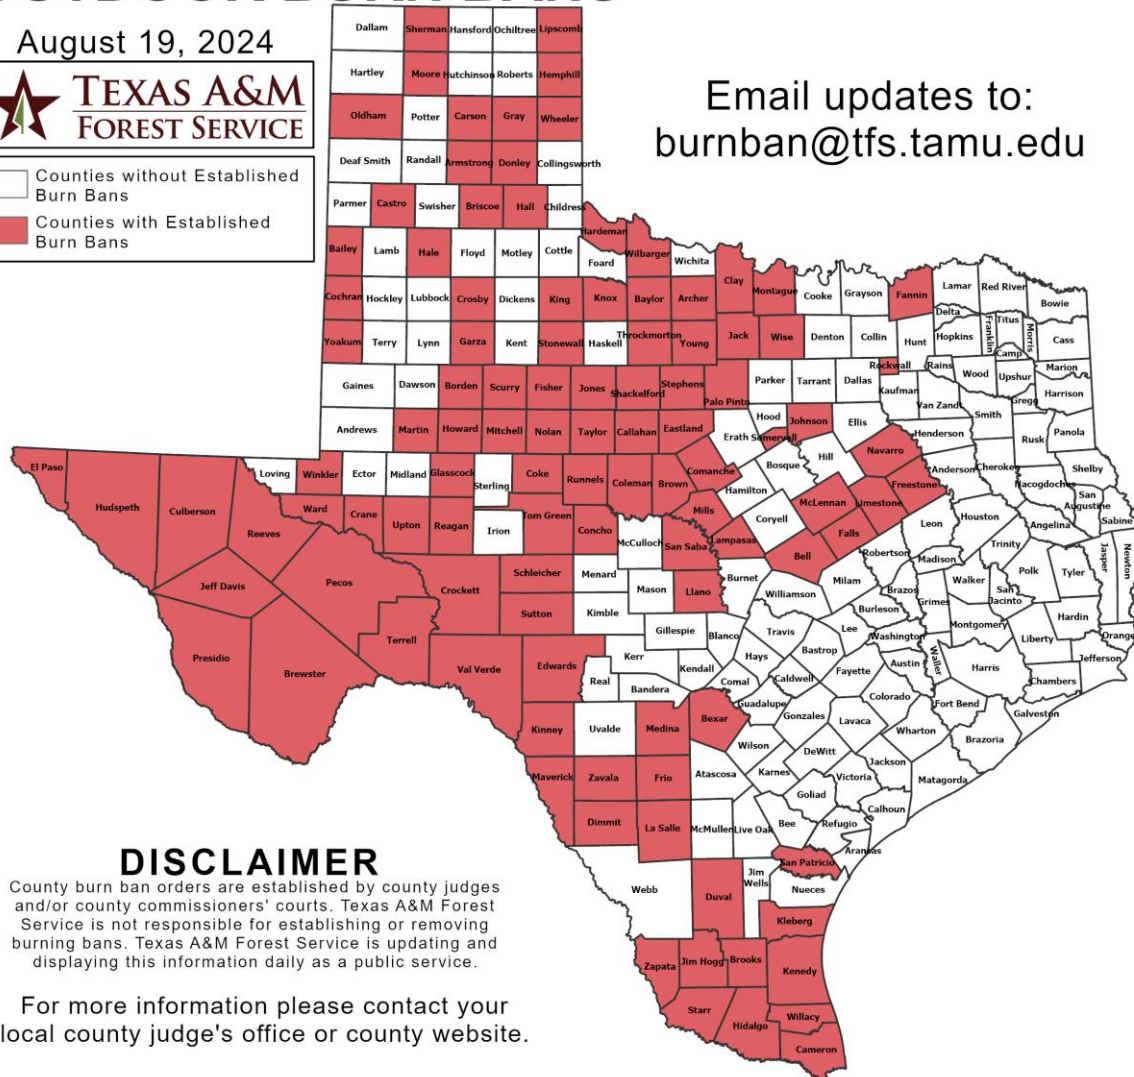 August 19, 2024
TEXAS A&M
FOREST SERVICE
Counties without Established
Burn Bans
Counties with Established
Burn Bans
Email updates to:
burnban@tfs.tamu.edu
Dallam Sherman Hansford Ochiltree Lipscomb
Hartley Moore Hutchinson Roberts Hemphill
Oldham Potter Carson Gray Wheeler
Deaf Smith Randall Armstrong Donley Collingsworth
Parmer Castro Swisher Briscoe Hall Childress
Hardeman
Bailey Lamb Hale Floyd Motley Cottle Foard Wilbarger Wichita
Clay Montague Cooke Grayson Fannin Lamar Red River Bowie
Cochran Hockley Lubbock Crosby Dickens King Knox Baylor Archer
Delta Titus Franklin Morris
Yoakum Terry Lynn Garza Kent Stonewall Haskell Throckmorton Young Jack Wise Denton Collin Hunt Hopkins Cass
Camp
Rockwall Rains Wood Upshur Marion
Gaines Dawson Borden Scurry Fisher Jones Shackelford Stephens Palo Pinto Parker Tarrant Dallas Kaufman Van Zandt Gregg Harrison
Smith
Andrews Martin Howard Mitchell Nolan Taylor Callahan Eastland Erath Hood Somervell Johnson Ellis Henderson Rusk Panola
El Paso Loving Winkler Ector Midland Glasscock Sterling Coke Runnels Coleman Brown Comanche Bosque Hill Navarro Anderson Cherokee Shelby
Nacogdoches
Hudspeth Culberson Reeves Ward Crane Upton Reagan Irion Tom Green Concho McCulloch San Saba Mills Hamilton Coryell McLennan Limestone Freestone San Augustine Sabine
Lampasas Bell Falls Leon Houston Angelina Trinity
Jeff Davis Pecos Crockett Schleicher Menard Mason Llano Burnet Williamson Milam Robertson Madison Walker Polk Tyler Jasper Newton
Sutton Kimble Burleson Brazos Grimes San Jacinto Hardin
Presidio Brewster Terrell Val Verde Edwards Gillespie Blanco Travis Lee Washington Montgomery Liberty Orange
Kerr Kendall Hays Bastrop Fayette Austin Waller Harris Jefferson
Real Bandera Comal Caldwell Colorado Chambers
Guadalupe Fort Bend Galveston
Kinney Uvalde Medina Bexar Gonzales Lavaca Wharton Brazoria
Wilson DeWitt
Maverick Zavala Frio Atascosa Karnes Victoria Jackson Matagorda
Goliad Calhoun
Dimmit La Salle McMullen Live Oak Bee Refugio
Aransas
San Patricio
Webb Duval Jim Wells Nueces
Kleberg
Zapata Jim Hogg Brooks Kenedy
Starr Hidalgo Willacy
Cameron
DISCLAIMER
County burn ban orders are established by county judges
and/or county commissioners' courts. Texas A&M Forest
Service is not responsible for establishing or removing
burning bans. Texas A&M Forest Service is updating and
displaying this information daily as a public service.
For more information please contact your
local county judge's office or county website.